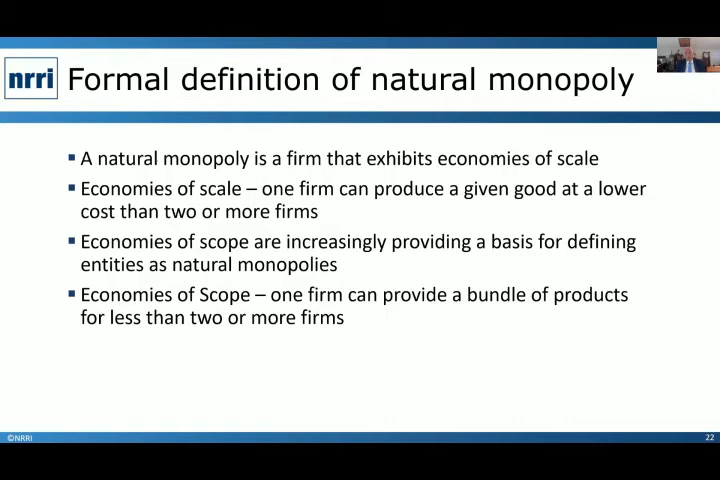 nrri
Formal definition of natural monopoly
▪ A natural monopoly is a firm that exhibits economies of scale
▪ Economies of scale – one firm can produce a given good at a lower
cost than two or more firms
▪ Economies of scope are increasingly providing a basis for defining
entities as natural monopolies
▪ Economies of Scope – one firm can provide a bundle of products
for less than two or more firms
©NRRI
22